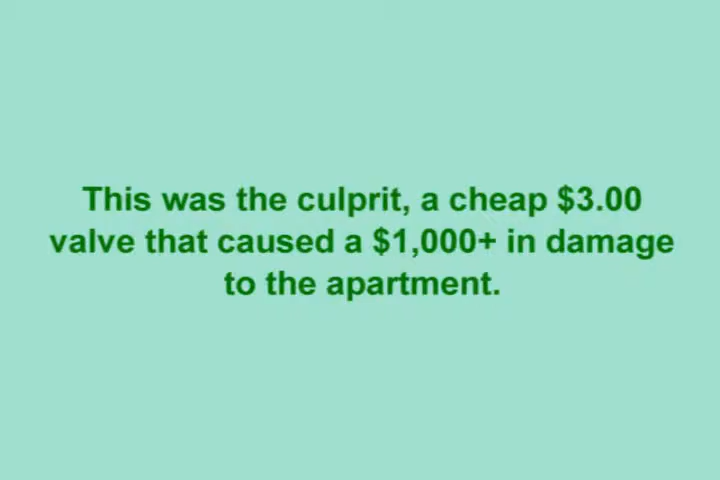 This was the culprit, a cheap $3.00
valve that caused a $1,000+ in damage
to the apartment.